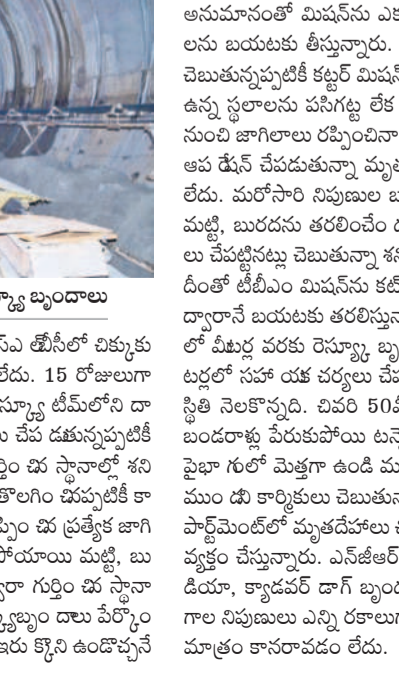 స్క్యూ బృందాలు
ఎస్ఎ ల్బీసీలో చిక్కుకు
లేదు. 15 రోజులుగా
స్క్యూ టీమ్‌లోని దా
చేప డుతున్నప్పటికీ
ర్తిం చిన స్థానాల్లో శని
తొలగిం చినప్పటికీ కా
ప్పిం చిన ప్రత్యేక జాగి
పోయాయి మట్టి, బు
రా గుర్తిం చిన స్థానా
క్యూబృం దాలు పేర్కొం
ఇరు క్కొని ఉండొచ్చనే
అనుమానంతో మిషన్‌ను ఎక
లను బయటకు తీస్తున్నారు.
చెబుతున్నప్పటికీ కట్టర్ మిషన్
ఉన్న స్థలాలను పసిగట్ట లేక
నుంచి జాగిలాలు రప్పించినా
ఆప రేషన్ చేపడుతున్నా మృత
లేదు. మరోసారి నిపుణుల బ
మట్టి, బురదను తరలించేం ద
లు చేపట్టినట్లు చెబుతున్నా శని
దీంతో టీబీఎం మిషన్‌ను కట్
ద్వారానే బయటకు తరలిస్తున
లో మీటర్ల వరకు రెస్క్యూ బృ
టర్లలో సహా యక చర్యలు చేప
స్థితి నెలకొన్నది. చివరి 50మీ
బండరాళ్లు పేరుకుపోయి టన్నె
పైభా గంలో మెత్తగా ఉండి మ
ముం దని కార్మికులు చెబుతున
పార్ట్‌మెంట్‌లో మృతదేహాలు ఉ
వ్యక్తం చేస్తున్నారు. ఎన్‌జీఆర్
డియా, క్యాడవర్ డాగ్ బృంద
గాల నిపుణులు ఎన్ని రకాలుగ
మాత్రం కానరావడం లేదు.